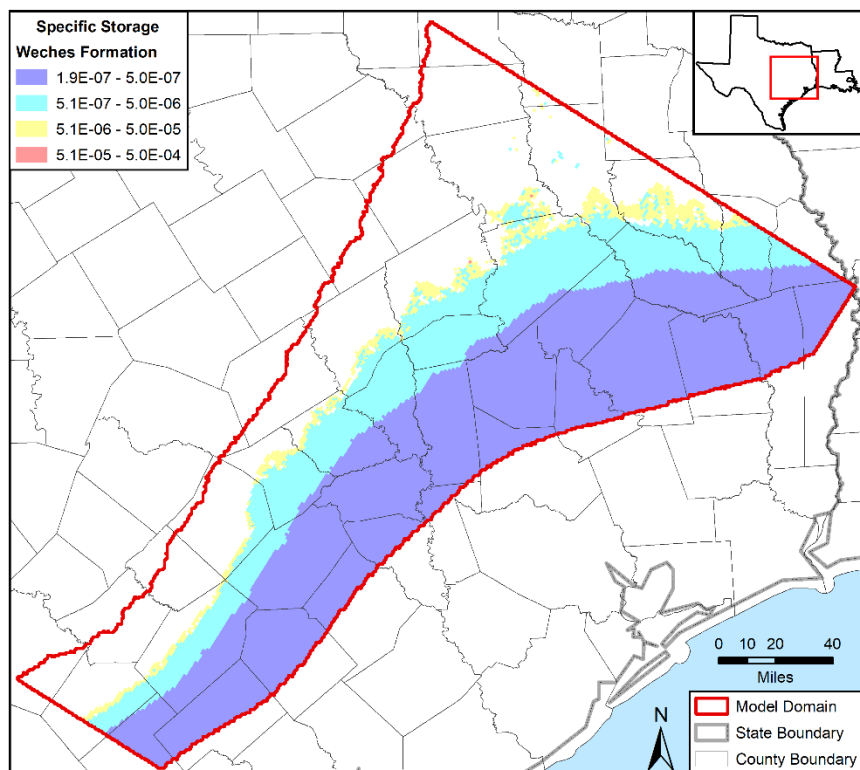 Specific Storage
Weches Formation
1.9E-07 - 5.0E-07
5.1E-07 - 5.0E-06
5.1E-06 - 5.0E-05
5.1E-05 - 5.0E-04
0 10 20 40
Miles
N
Model Domain
State Boundary
County Boundary